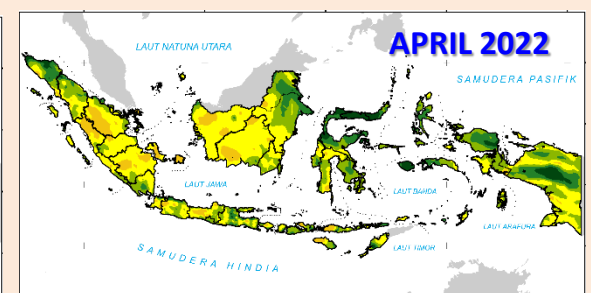 APRIL 2022
LAUT NATUNA UTARA
SAMUDERA PASIFIK
LAUT JAWA
LAUT BANDA
LAUT ARAFURA
LAUT TIMOR
SAMUDERA HINDIA